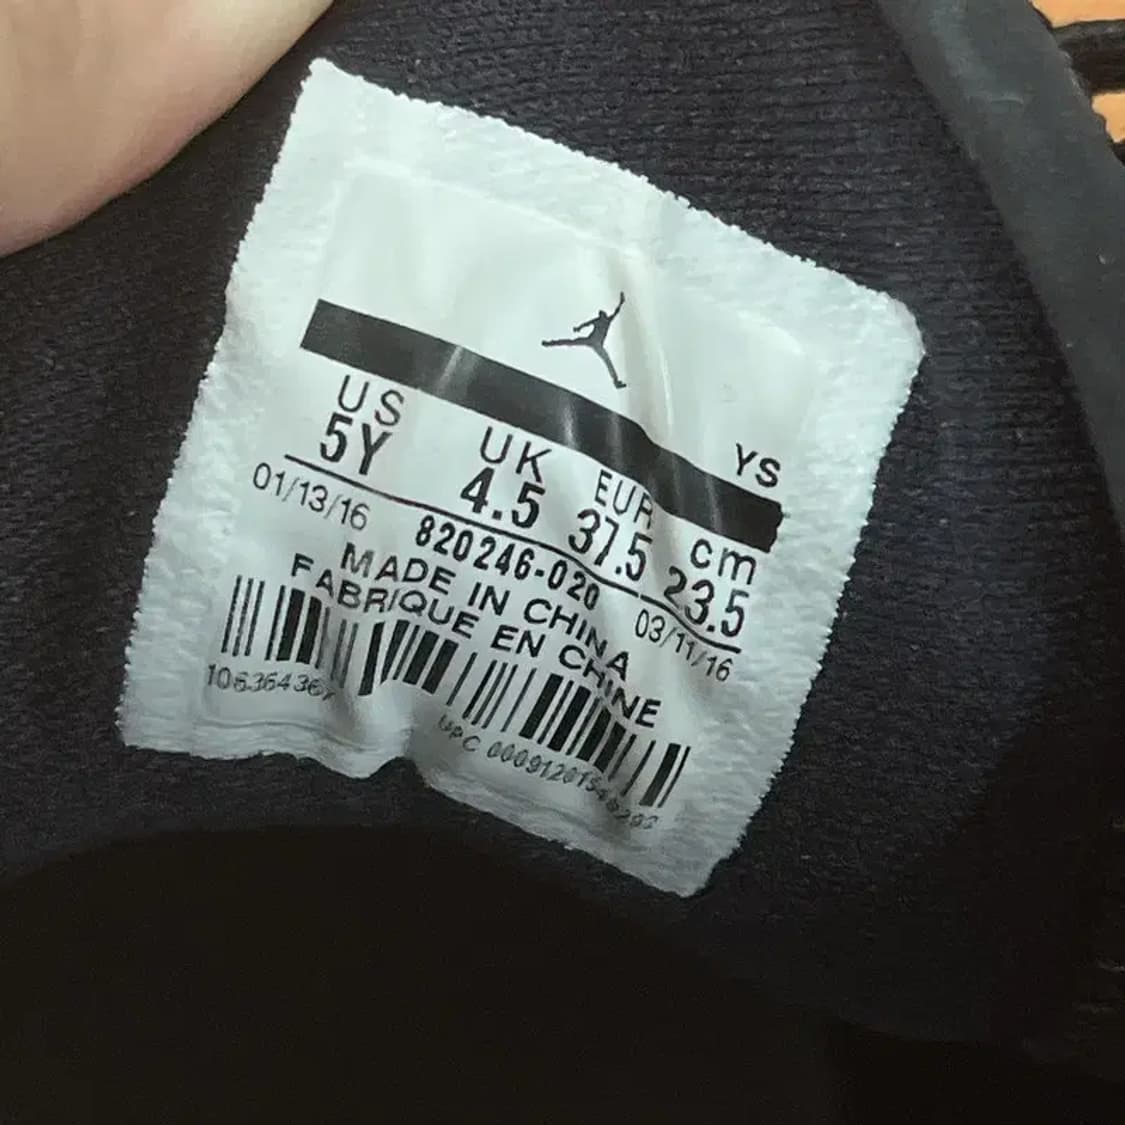 YS
US UK EUR cm
5Y 4.5 37.5 23.5
01/13/16 820246-020 03/11/16
MADE IN CHINA
FABRIQUE EN CHINE
UPC